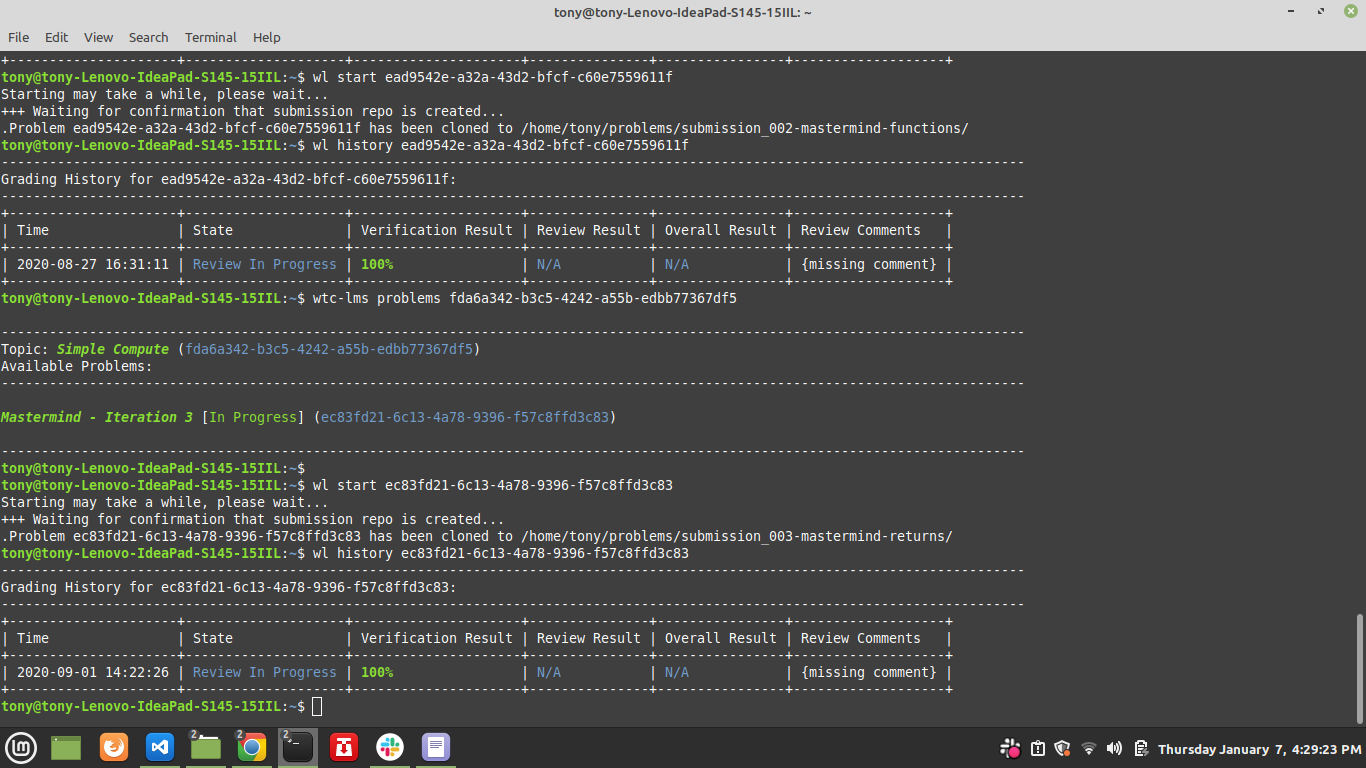 tony@tony-Lenovo-IdeaPad-S145-15IIL: ~
File Edit View Search Terminal Help
+---------------------+--------------------+---------------------+---------------+----------------+-------------------+
tony@tony-Lenovo-IdeaPad-S145-15IIL:~$ wl start ead9542e-a32a-43d2-bfcf-c60e7559611f
Starting may take a while, please wait...
+++ Waiting for confirmation that submission repo is created...
.Problem ead9542e-a32a-43d2-bfcf-c60e7559611f has been cloned to /home/tony/problems/submission_002-mastermind-functions/
tony@tony-Lenovo-IdeaPad-S145-15IIL:~$ wl history ead9542e-a32a-43d2-bfcf-c60e7559611f
--------------------------------------------------------------------------------------------------------------------------------
Grading History for ead9542e-a32a-43d2-bfcf-c60e7559611f:
--------------------------------------------------------------------------------------------------------------------------------
+---------------------+--------------------+---------------------+---------------+----------------+-------------------+
| Time | State | Verification Result | Review Result | Overall Result | Review Comments |
+---------------------+--------------------+---------------------+---------------+----------------+-------------------+
| 2020-08-27 16:31:11 | Review In Progress | 100% | N/A | N/A | {missing comment} |
+---------------------+--------------------+---------------------+---------------+----------------+-------------------+
tony@tony-Lenovo-IdeaPad-S145-15IIL:~$ wtc-lms problems fda6a342-b3c5-4242-a55b-edbb77367df5
--------------------------------------------------------------------------------------------------------------------------------
Topic: Simple Compute (fda6a342-b3c5-4242-a55b-edbb77367df5)
Available Problems:
--------------------------------------------------------------------------------------------------------------------------------
Mastermind - Iteration 3 [In Progress] (ec83fd21-6c13-4a78-9396-f57c8ffd3c83)
--------------------------------------------------------------------------------------------------------------------------------
tony@tony-Lenovo-IdeaPad-S145-15IIL:~$
tony@tony-Lenovo-IdeaPad-S145-15IIL:~$ wl start ec83fd21-6c13-4a78-9396-f57c8ffd3c83
Starting may take a while, please wait...
+++ Waiting for confirmation that submission repo is created...
.Problem ec83fd21-6c13-4a78-9396-f57c8ffd3c83 has been cloned to /home/tony/problems/submission_003-mastermind-returns/
tony@tony-Lenovo-IdeaPad-S145-15IIL:~$ wl history ec83fd21-6c13-4a78-9396-f57c8ffd3c83
--------------------------------------------------------------------------------------------------------------------------------
Grading History for ec83fd21-6c13-4a78-9396-f57c8ffd3c83:
--------------------------------------------------------------------------------------------------------------------------------
+---------------------+--------------------+---------------------+---------------+----------------+-------------------+
| Time | State | Verification Result | Review Result | Overall Result | Review Comments |
+---------------------+--------------------+---------------------+---------------+----------------+-------------------+
| 2020-09-01 14:22:26 | Review In Progress | 100% | N/A | N/A | {missing comment} |
+---------------------+--------------------+---------------------+---------------+----------------+-------------------+
tony@tony-Lenovo-IdeaPad-S145-15IIL:~$
2 2 2 Thursday January 7, 4:29:23 PM